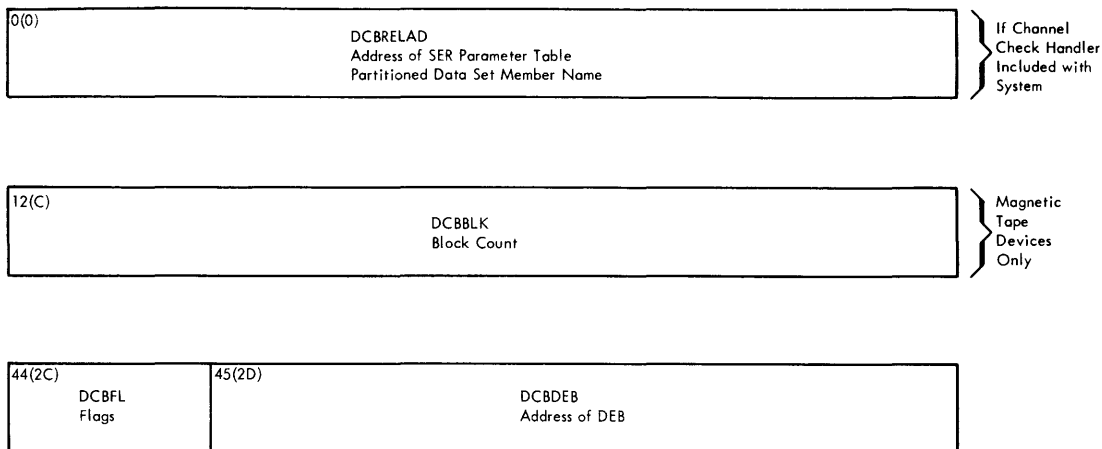 0(0)
DCBRELAD
Address of SER Parameter Table
Partitioned Data Set Member Name
If Channel
Check Handler
Included with
System
12(C)
DCBBLK
Block Count
Magnetic
Tape
Devices
Only
44(2C)
DCBFL
Flags
45(2D)
DCBDEB
Address of DEB